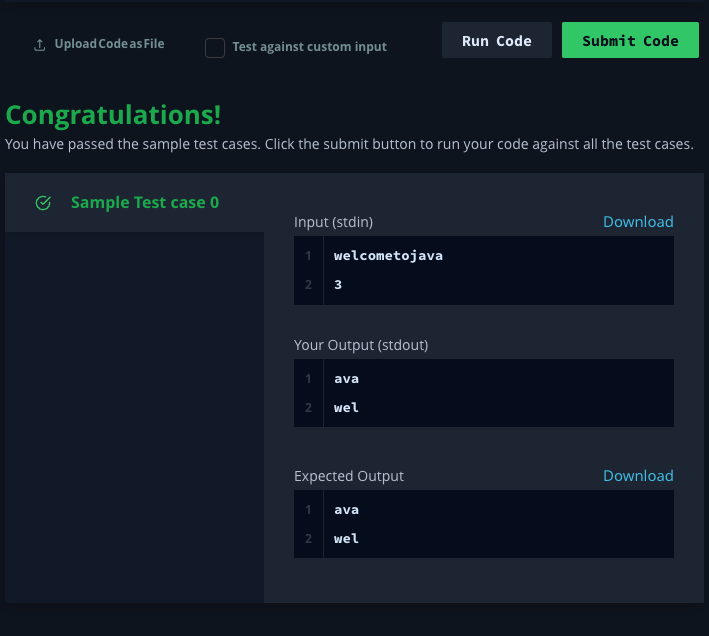 Upload Code as File
Test against custom input
Run Code
Submit Code
Congratulations!
You have passed the sample test cases. Click the submit button to run your code against all the test cases.
Sample Test case 0
Input (stdin)
Download
1 welcometojava
2 3
Your Output (stdout)
1 ava
2 wel
Expected Output
Download
1 ava
2 wel